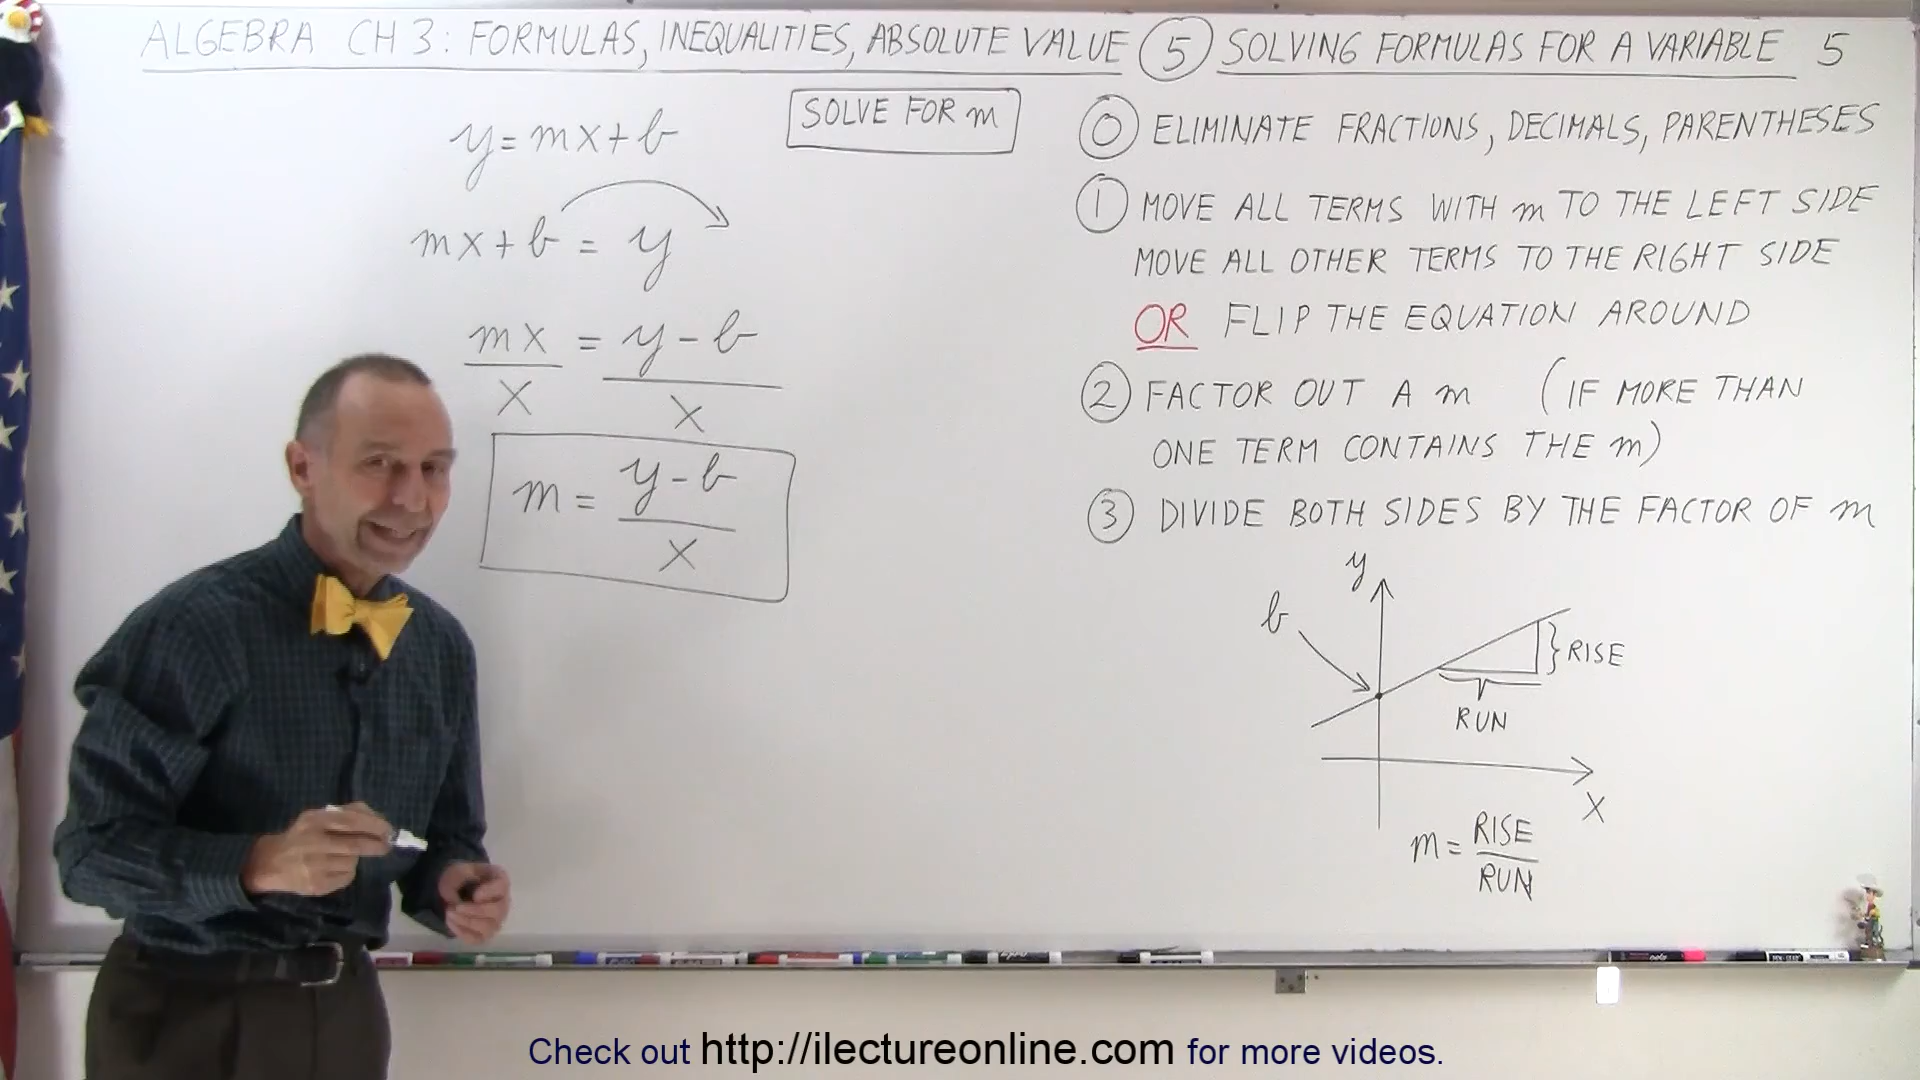 ALGEBRA CH 3: FORMULAS, INEQUALITIES, ABSOLUTE VALUE (5) SOLVING FORMULAS FOR A VARIABLE 5
y = mx + b
SOLVE FOR m
mx + b = y
mx/x = (y - b)/x
m = (y - b)/x
(0) ELIMINATE FRACTIONS, DECIMALS, PARENTHESES
(1) MOVE ALL TERMS WITH m TO THE LEFT SIDE
MOVE ALL OTHER TERMS TO THE RIGHT SIDE
OR FLIP THE EQUATION AROUND
(2) FACTOR OUT A m (IF MORE THAN
ONE TERM CONTAINS THE m)
(3) DIVIDE BOTH SIDES BY THE FACTOR OF m
y
b
RISE
RUN
x
m = RISE/RUN
Check out http://ilectureonline.com for more videos.